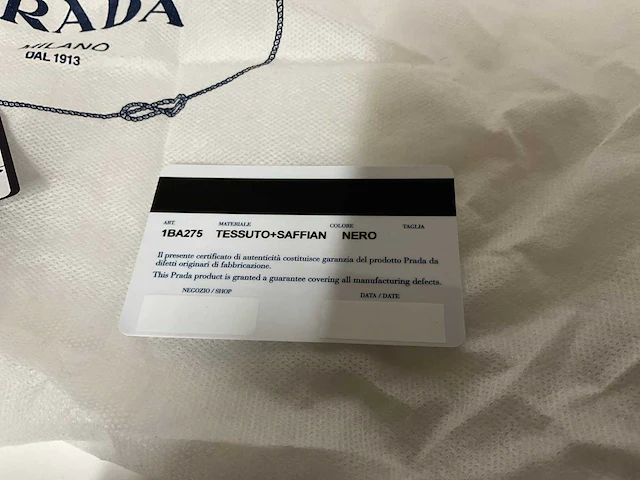 PRADA
MILANO
DAL 1913
ART. MATERIALE COLORE TAGLIA
1BA275 TESSUTO+SAFFIAN NERO
Il presente certificato di autenticità costituisce garanzia del prodotto Prada da
difetti originari di fabbricazione.
This Prada product is granted a guarantee covering all manufacturing defects.
NEGOZIO / SHOP DATA / DATE